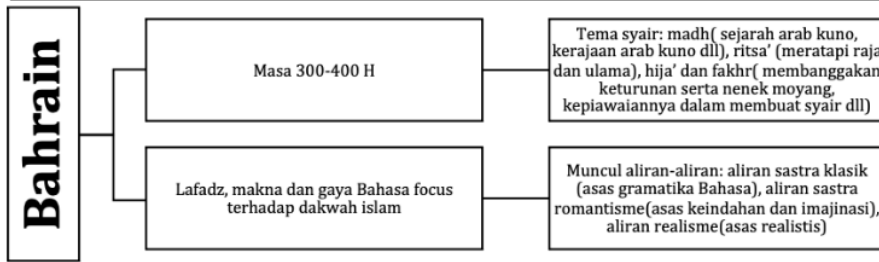 Bahrain
Masa 300-400 H
Tema syair: madh( sejarah arab kuno,
kerajaan arab kuno dll), ritsa' (meratapi raja
dan ulama), hija' dan fakhr( membanggakan
keturunan serta nenek moyang,
kepiawaiannya dalam membuat syair dll)
Lafadz, makna dan gaya Bahasa focus
terhadap dakwah islam
Muncul aliran-aliran: aliran sastra klasik
(asas gramatika Bahasa), aliran sastra
romantisme(asas keindahan dan imajinasi),
aliran realisme(asas realistis)